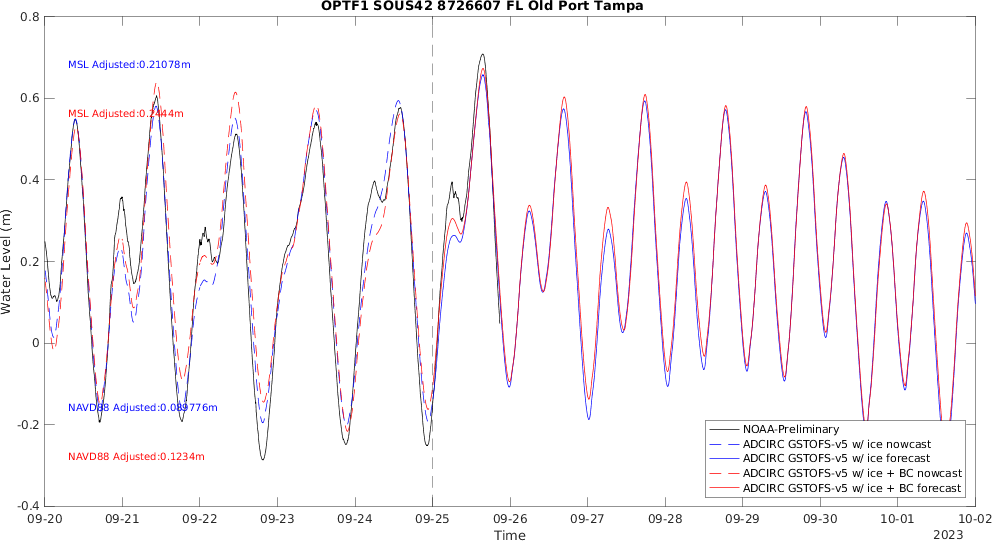 OPTF1 SOUS42 8726607 FL Old Port Tampa
0.8
0.6
0.4
0.2
0
-0.2
-0.4
Water Level (m)
MSL Adjusted:0.21078m
MSL Adjusted:0.2444m
NAVD88 Adjusted:0.089776m
NAVD88 Adjusted:0.1234m
NOAA-Preliminary
ADCIRC GSTOFS-v5 w/ ice nowcast
ADCIRC GSTOFS-v5 w/ ice forecast
ADCIRC GSTOFS-v5 w/ ice + BC nowcast
ADCIRC GSTOFS-v5 w/ ice + BC forecast
09-20 09-21 09-22 09-23 09-24 09-25 09-26 09-27 09-28 09-29 09-30 10-01 10-02
Time
2023